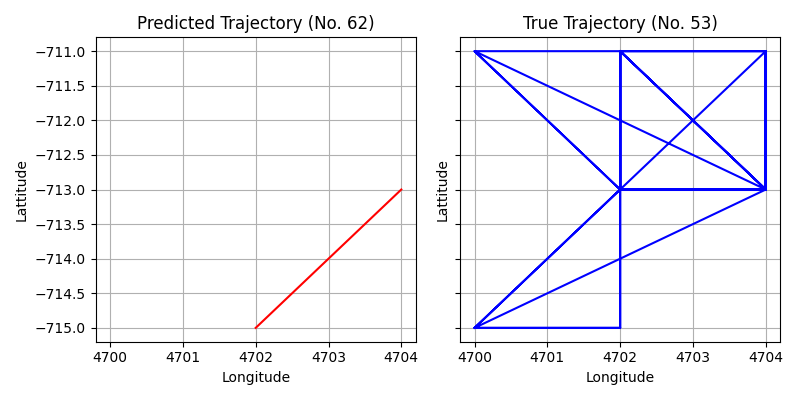 Predicted Trajectory (No. 62)
True Trajectory (No. 53)
Lattitude
−711.0
−711.5
−712.0
−712.5
−713.0
−713.5
−714.0
−714.5
−715.0
4700 4701 4702 4703 4704
Longitude
Lattitude
4700 4701 4702 4703 4704
Longitude